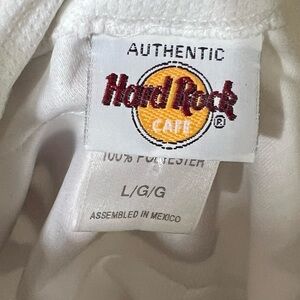 AUTHENTIC
Hard Rock
CAFE ®
100% POLYESTER
L/G/G
ASSEMBLED IN MEXICO